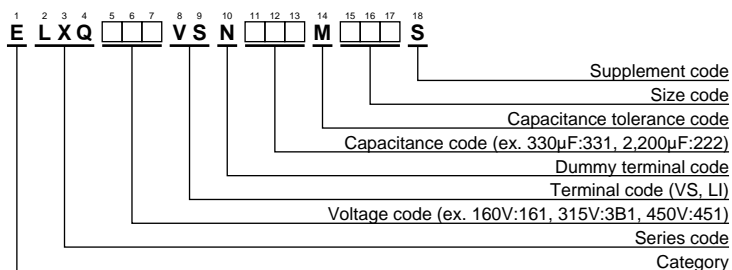 1 2 3 4 5 6 7 8 9 10 11 12 13 14 15 16 17 18
E L X Q V S N M S
Supplement code
Size code
Capacitance tolerance code
Capacitance code (ex. 330μF:331, 2,200μF:222)
Dummy terminal code
Terminal code (VS, LI)
Voltage code (ex. 160V:161, 315V:3B1, 450V:451)
Series code
Category